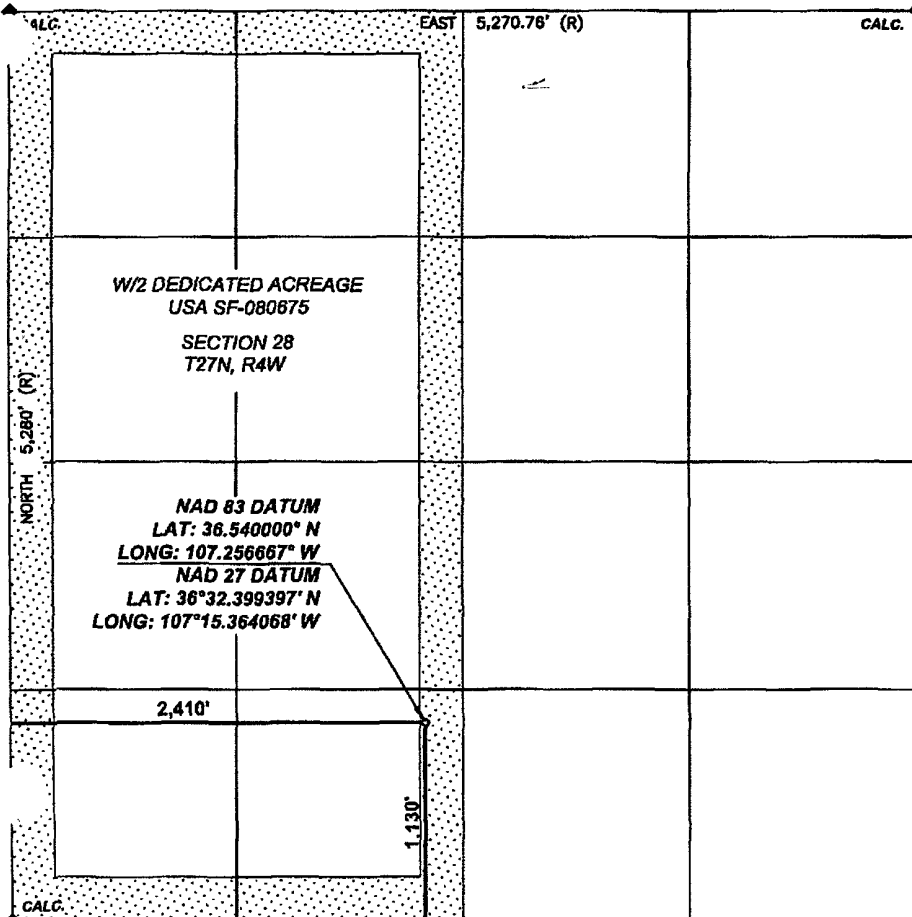 CALC.
EAST 5,270.76' (R)
CALC.
W/2 DEDICATED ACREAGE
USA SF-080675
SECTION 28
T27N, R4W
NORTH 5,280' (R)
NAD 83 DATUM
LAT: 36.540000° N
LONG: 107.256667° W
NAD 27 DATUM
LAT: 36°32.399397' N
LONG: 107°15.364068' W
2,410'
1,130'
CALC.